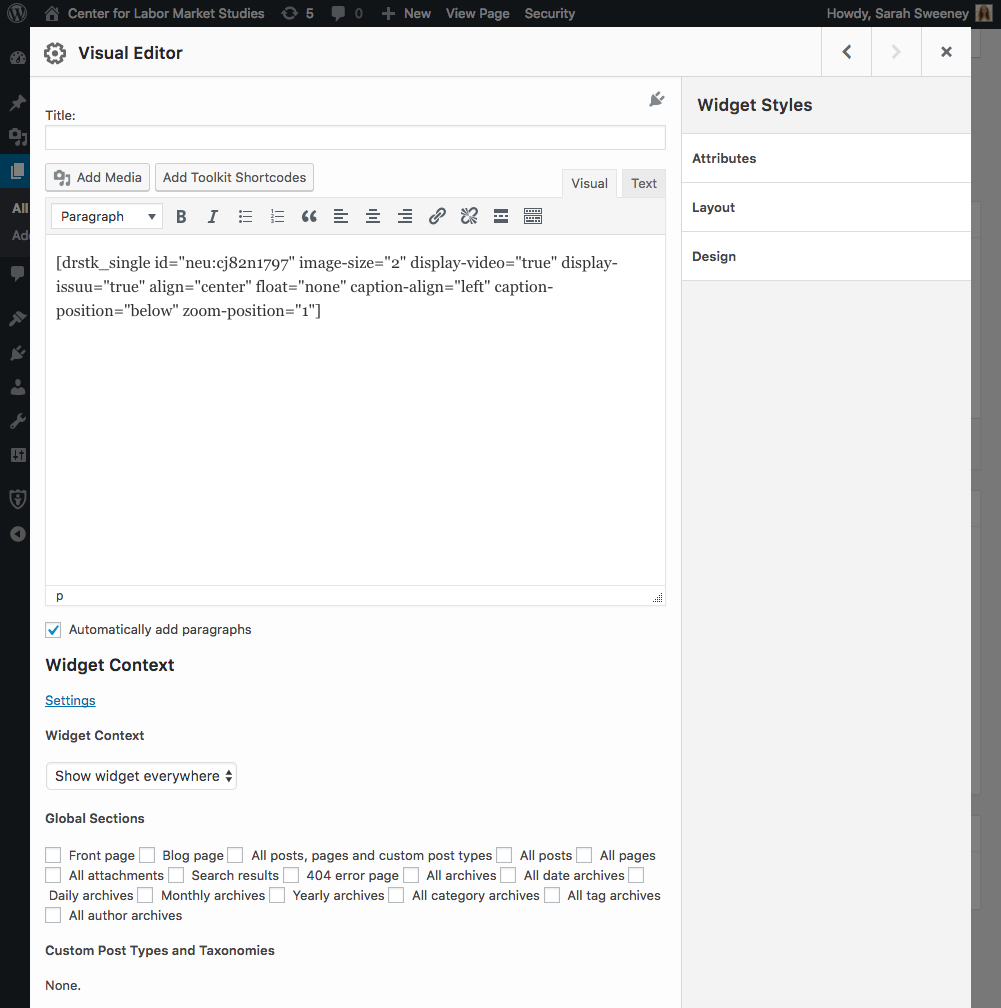 Center for Labor Market Studies 5 0 New View Page Security Howdy, Sarah Sweeney
Visual Editor
All
Title:
Add Media Add Toolkit Shortcodes
Visual Text
Paragraph
[drstk_single id="neu:cj82n1797" image-size="2" display-video="true" display-
issuu="true" align="center" float="none" caption-align="left" caption-
position="below" zoom-position="1"]
p
Automatically add paragraphs
Widget Context
Settings
Widget Context
Show widget everywhere
Global Sections
Front page Blog page All posts, pages and custom post types All posts All pages
All attachments Search results 404 error page All archives All date archives
Daily archives Monthly archives Yearly archives All category archives All tag archives
All author archives
Custom Post Types and Taxonomies
None.
Widget Styles
Attributes
Layout
Design